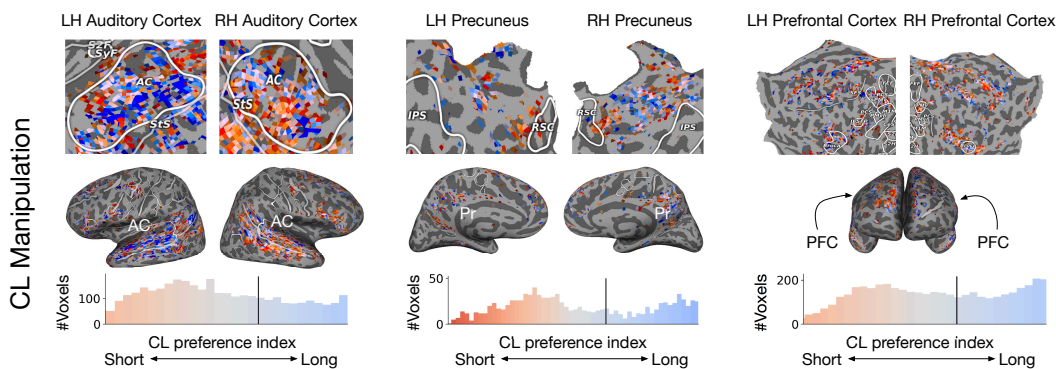 LH Auditory Cortex RH Auditory Cortex
LH Precuneus RH Precuneus
LH Prefrontal Cortex RH Prefrontal Cortex
CL Manipulation
AC
StS
AC
StS
IPS
RSC
RSC
IPS
AC
AC
Pr
Pr
PFC
PFC
#Voxels
100
0
CL preference index
Short Long
#Voxels
50
0
CL preference index
Short Long
#Voxels
200
0
CL preference index
Short Long